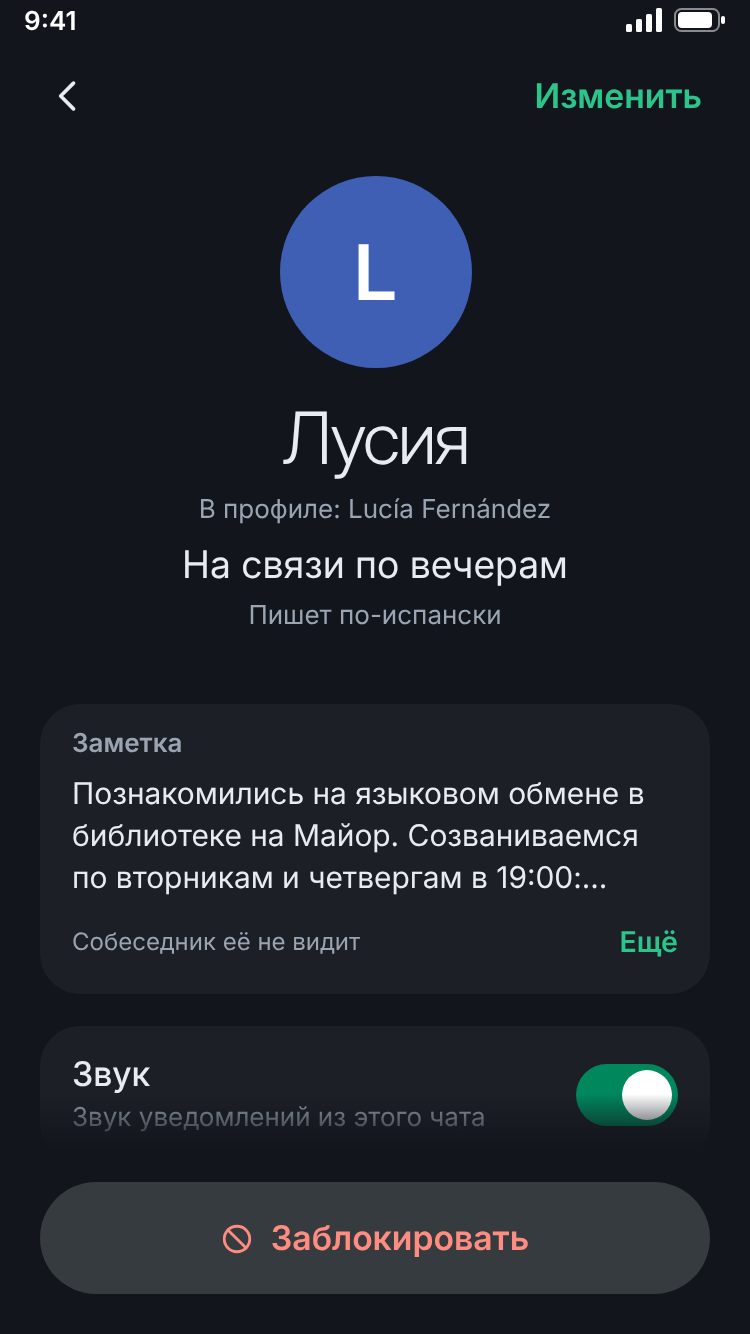 9:41
Изменить
L
Лусия
В профиле: Lucía Fernández
На связи по вечерам
Пишет по-испански
Заметка
Познакомились на языковом обмене в
библиотеке на Майор. Созваниваемся
по вторникам и четвергам в 19:00:...
Собеседник её не видит
Ещё
Звук
Звук уведомлений из этого чата
Заблокировать